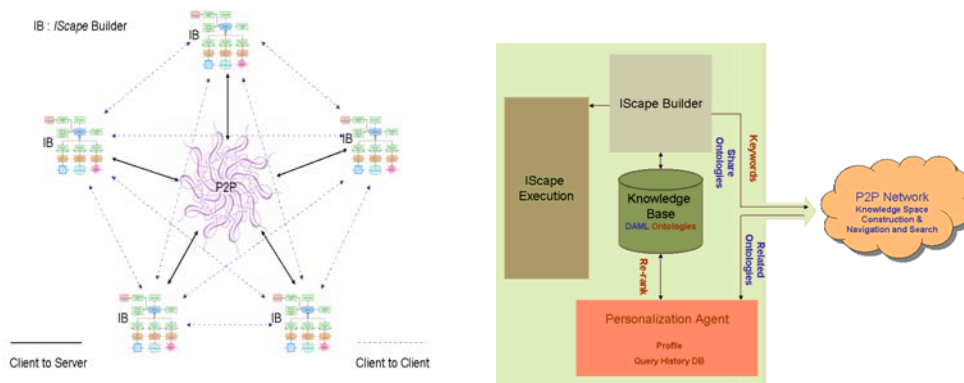 IB : IScape Builder
IB
IB
IB
P2P
IB
IB
Client to Server
Client to Client
IScape Builder
IScape
Execution
Share
Ontologies
Keywords
Knowledge
Base
DAML Ontologies
P2P Network
Knowledge Space
Construction &
Navigation and Search
Re-rank
Related
Ontologies
Personalization Agent
Profile
Query History DB